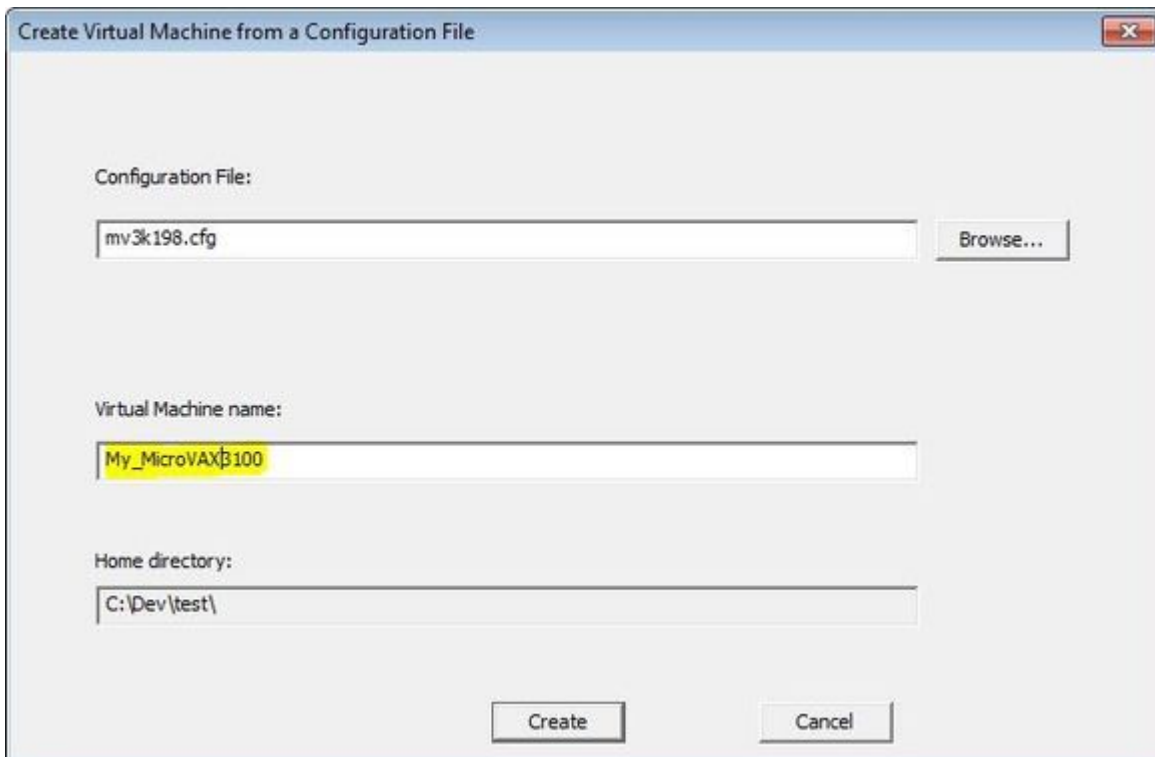 Create Virtual Machine from a Configuration File
Configuration File:
mv3k198.cfg
Browse...
Virtual Machine name:
My_MicroVAX3100
Home directory:
C:\Dev\test\
Create
Cancel